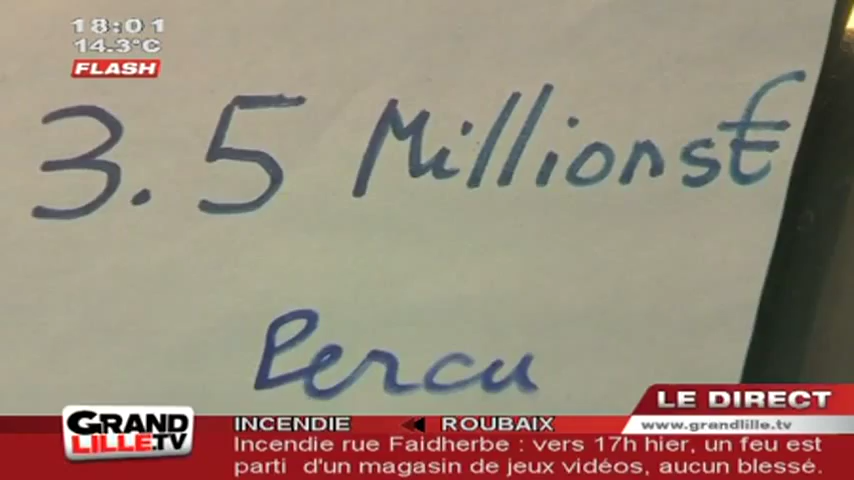 18:01
14.3°C
FLASH
3.5 Millions€
Percu
LE DIRECT
www.grandlille.tv
GRAND
LILLE.TV
INCENDIE ROUBAIX
Incendie rue Faidherbe : vers 17h hier, un feu est
parti d'un magasin de jeux vidéos, aucun blessé.